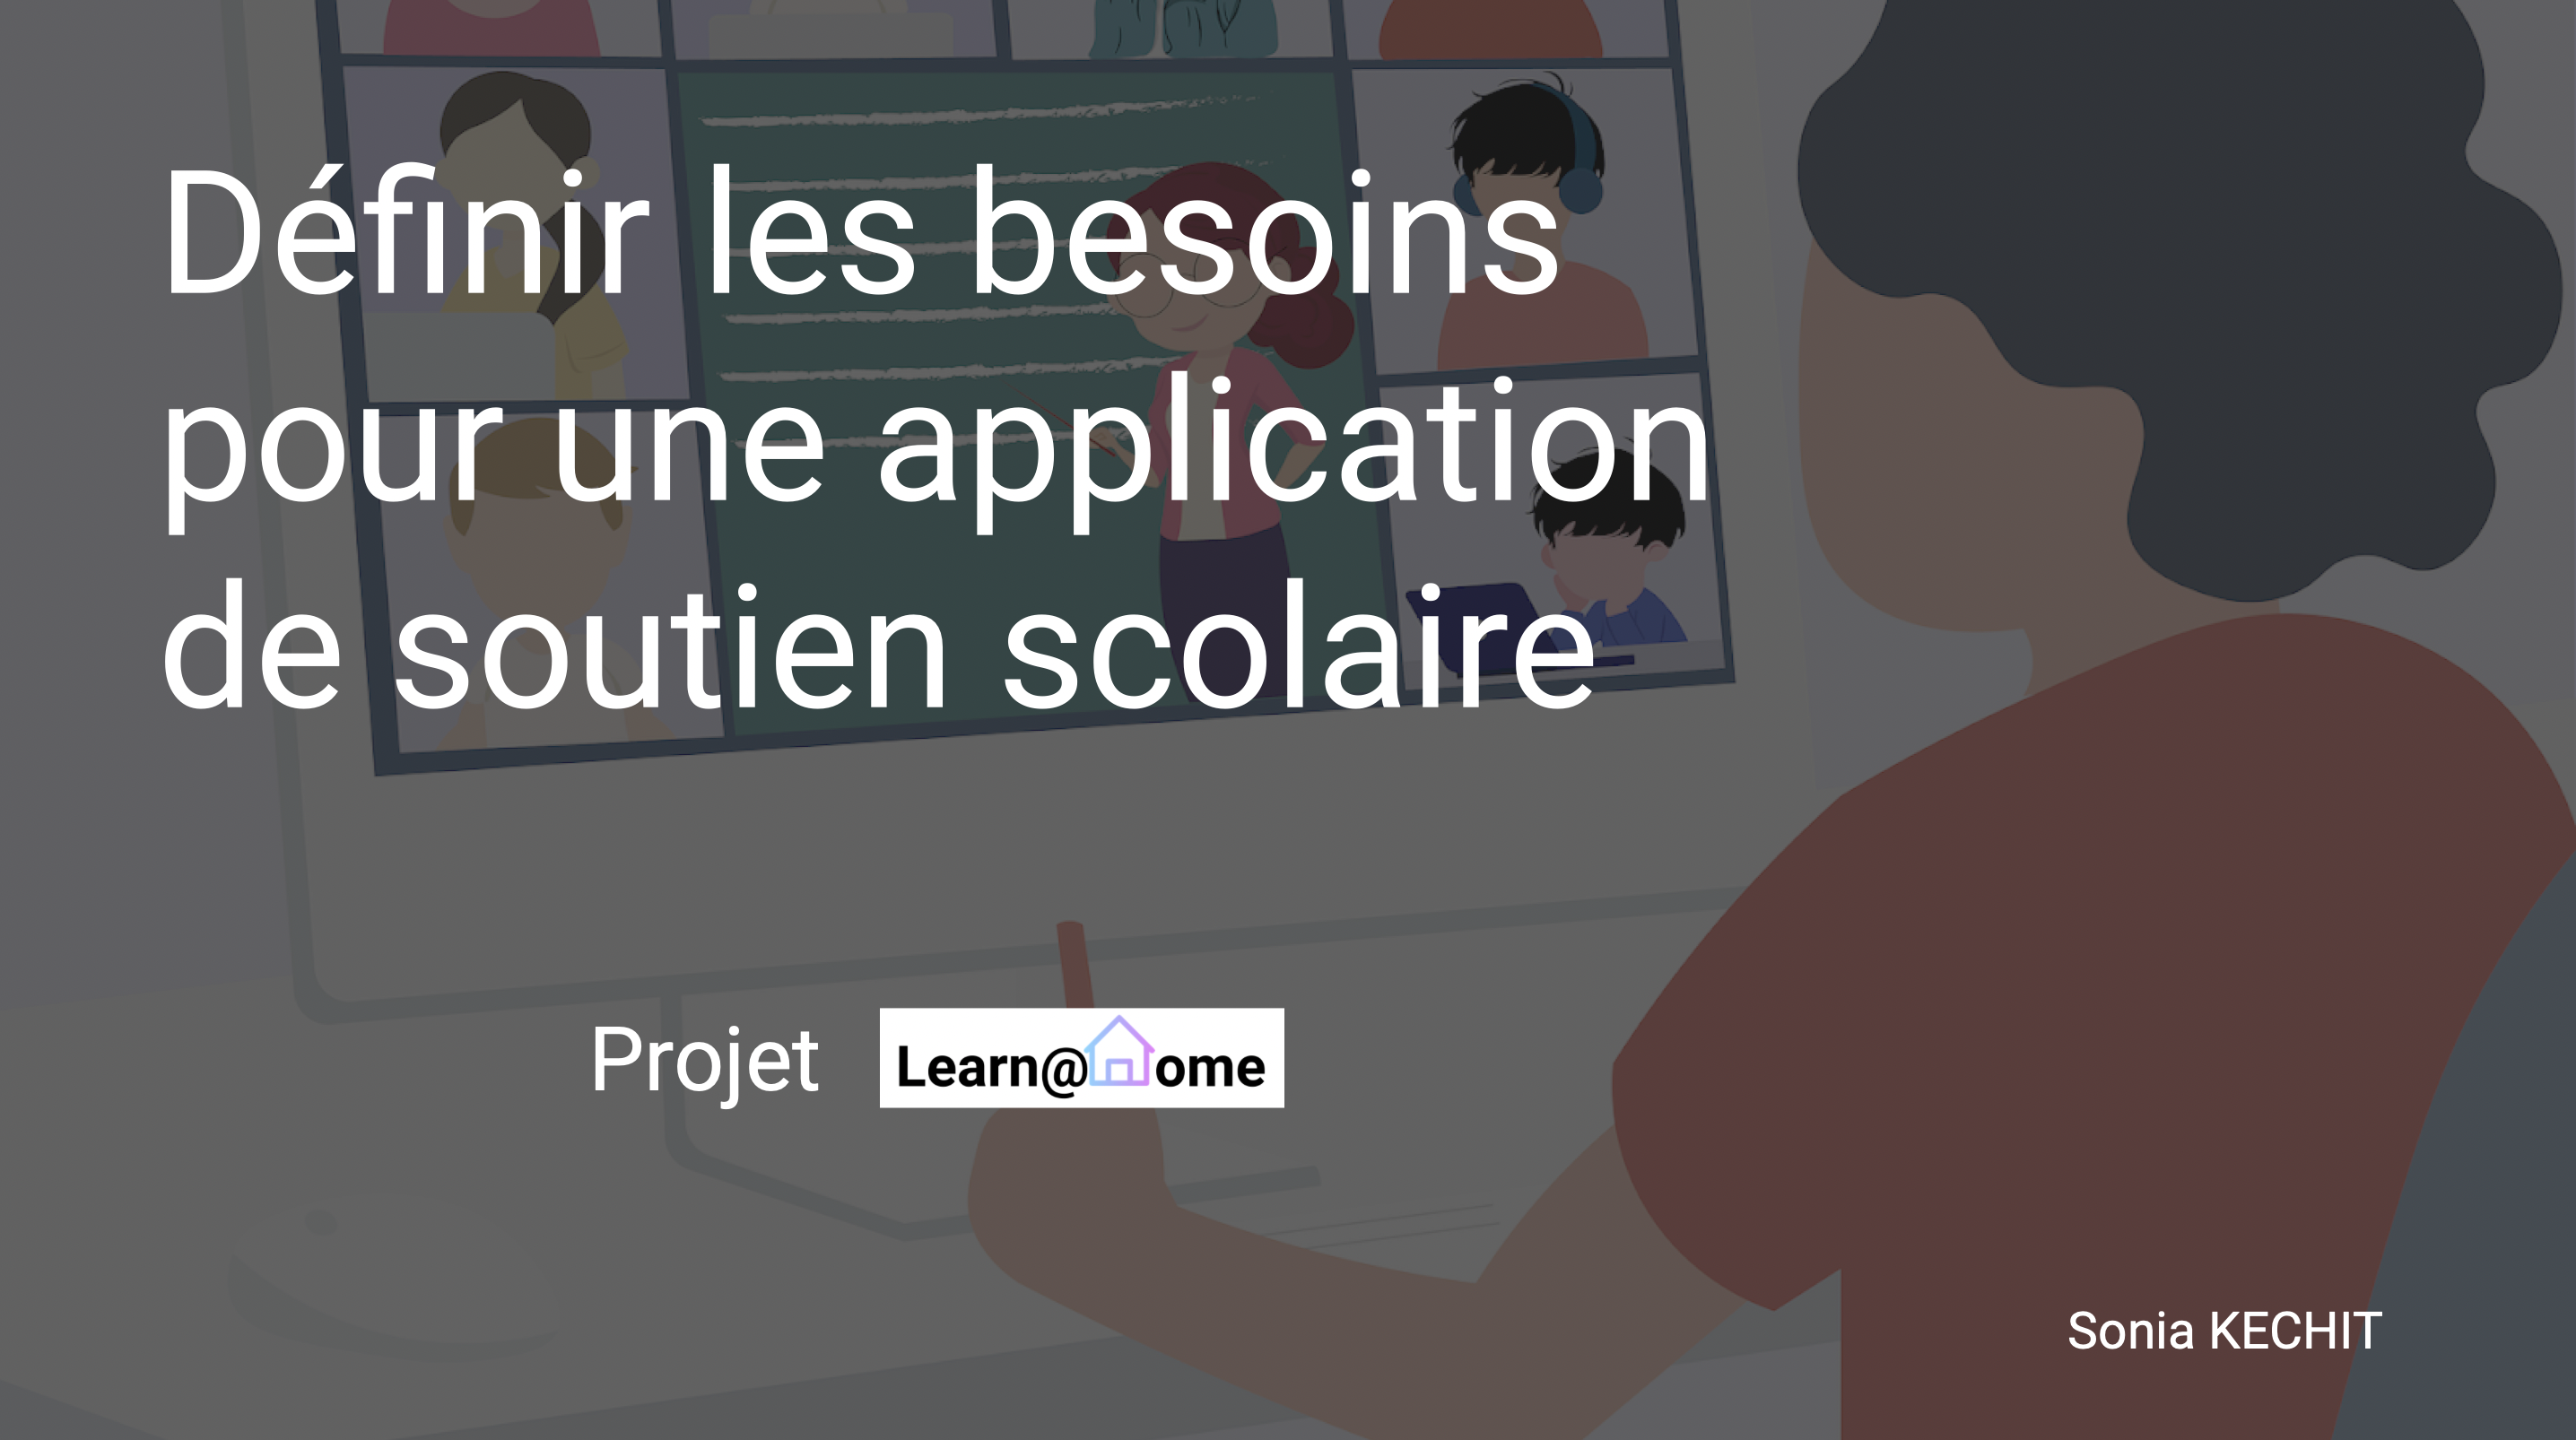 Définir les besoins
pour une application
de soutien scolaire
Projet Learn@ome
Sonia KECHIT